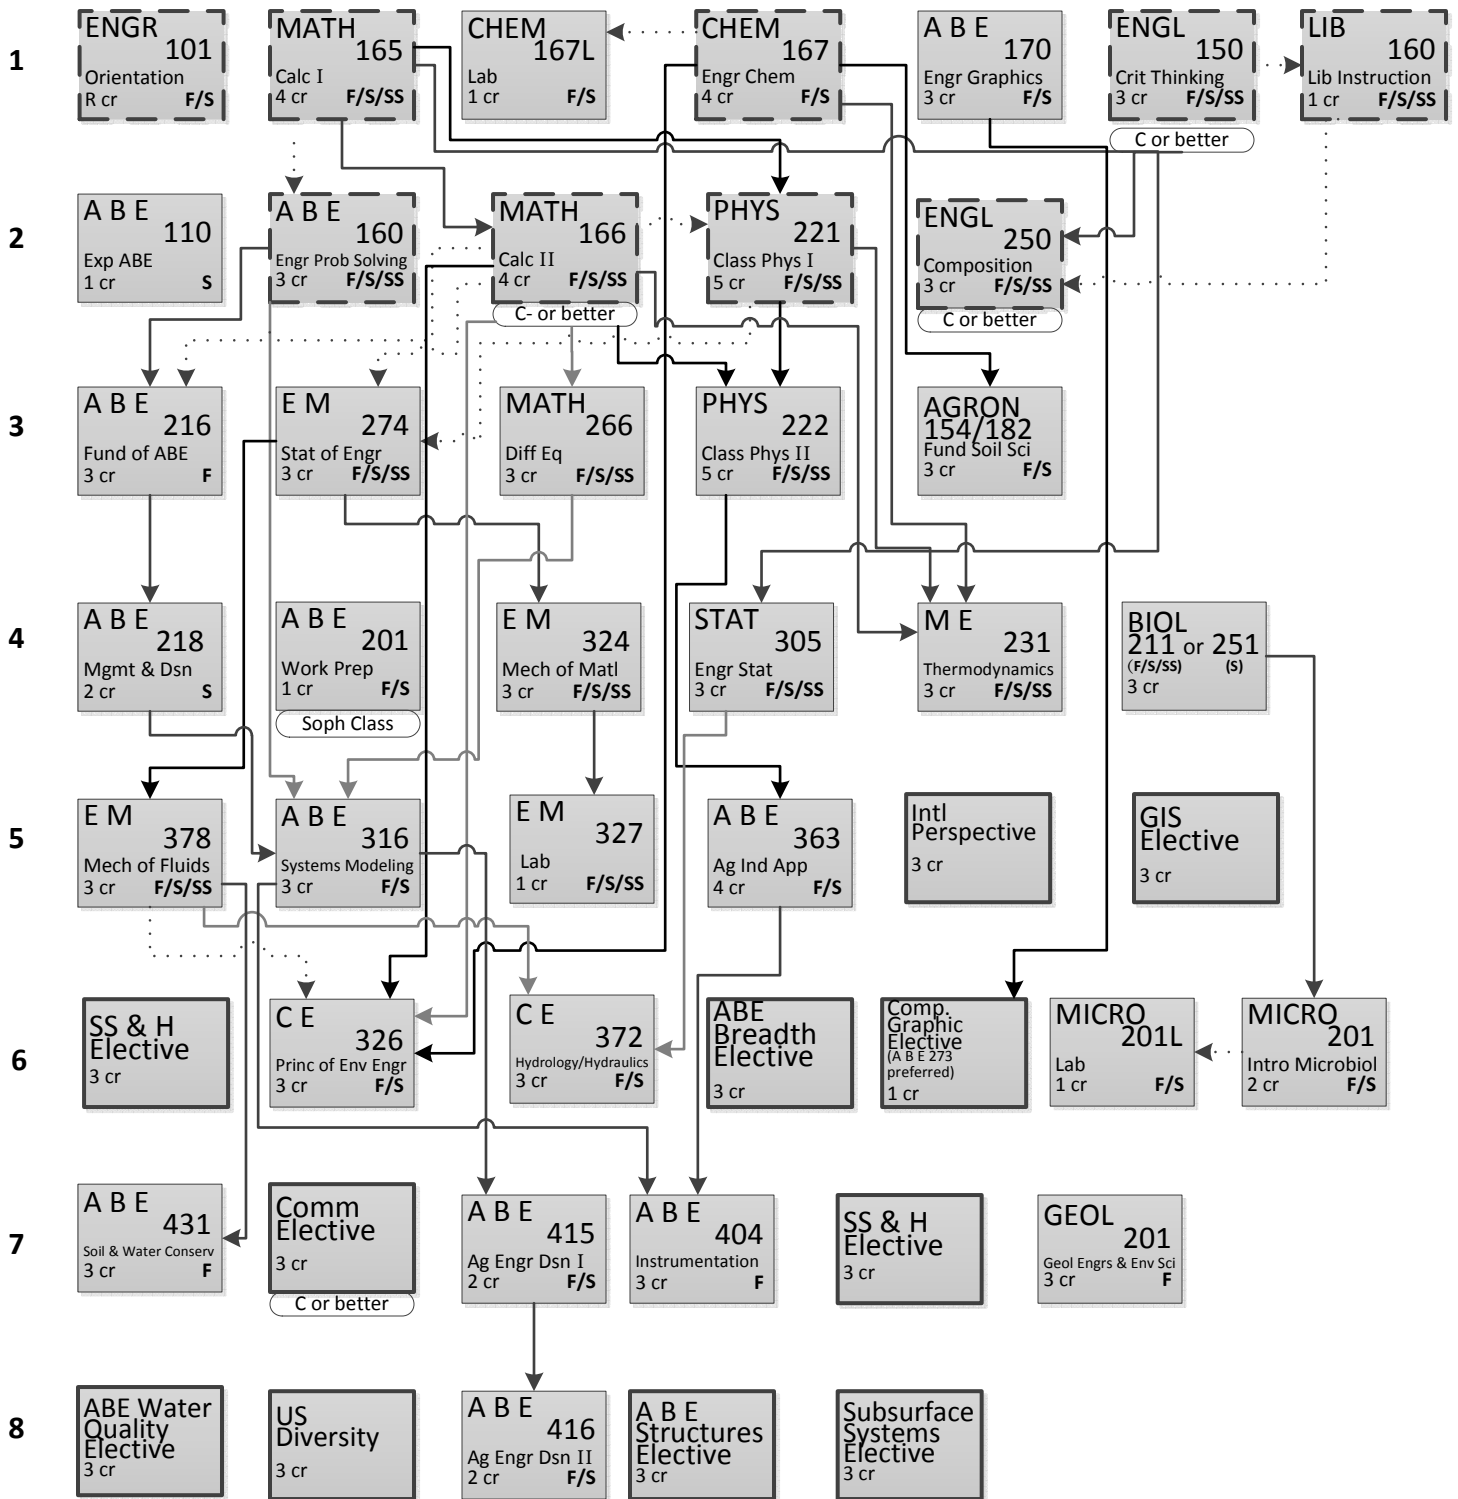 1
ENGR
101
Orientation
R cr F/S
MATH
165
Calc I
4 cr F/S/SS
CHEM
167L
Lab
1 cr F/S
CHEM
167
Engr Chem
4 cr F/S
A B E
170
Engr Graphics
3 cr F/S
ENGL
150
Crit Thinking
3 cr F/S/SS
C or better
LIB
160
Lib Instruction
1 cr F/S/SS
2
A B E
110
Exp ABE
1 cr S
A B E
160
Engr Prob Solving
3 cr F/S/SS
MATH
166
Calc II
4 cr F/S/SS
C- or better
PHYS
221
Class Phys I
5 cr F/S/SS
ENGL
250
Composition
3 cr F/S/SS
C or better
3
A B E
216
Fund of ABE
3 cr F
E M
274
Stat of Engr
3 cr F/S/SS
MATH
266
Diff Eq
3 cr F/S/SS
PHYS
222
Class Phys II
5 cr F/S/SS
AGRON
154/182
Fund Soil Sci
3 cr F/S
4
A B E
218
Mgmt & Dsn
2 cr S
A B E
201
Work Prep
1 cr F/S
Soph Class
E M
324
Mech of Matl
3 cr F/S/SS
STAT
305
Engr Stat
3 cr F/S/SS
M E
231
Thermodynamics
3 cr F/S/SS
BIOL
211 or 251
(F/S/SS) (S)
3 cr
5
E M
378
Mech of Fluids
3 cr F/S/SS
A B E
316
Systems Modeling
3 cr F/S
E M
327
Lab
1 cr F/S/SS
A B E
363
Ag Ind App
4 cr F/S
Intl
Perspective
3 cr
GIS
Elective
3 cr
6
SS & H
Elective
3 cr
C E
326
Princ of Env Engr
3 cr F/S
C E
372
Hydrology/Hydraulics
3 cr F/S
ABE
Breadth
Elective
3 cr
Comp.
Graphic
Elective
(A B E 273
preferred)
1 cr
MICRO
201L
Lab
1 cr F/S
MICRO
201
Intro Microbiol
2 cr F/S
7
A B E
431
Soil & Water Conserv
3 cr F
Comm
Elective
3 cr
C or better
A B E
415
Ag Engr Dsn I
2 cr F/S
A B E
404
Instrumentation
3 cr F
SS & H
Elective
3 cr
GEOL
201
Geol Engrs & Env Sci
3 cr F
8
ABE Water
Quality
Elective
3 cr
US
Diversity
3 cr
A B E
416
Ag Engr Dsn II
2 cr F/S
A B E
Structures
Elective
3 cr
Subsurface
Systems
Elective
3 cr